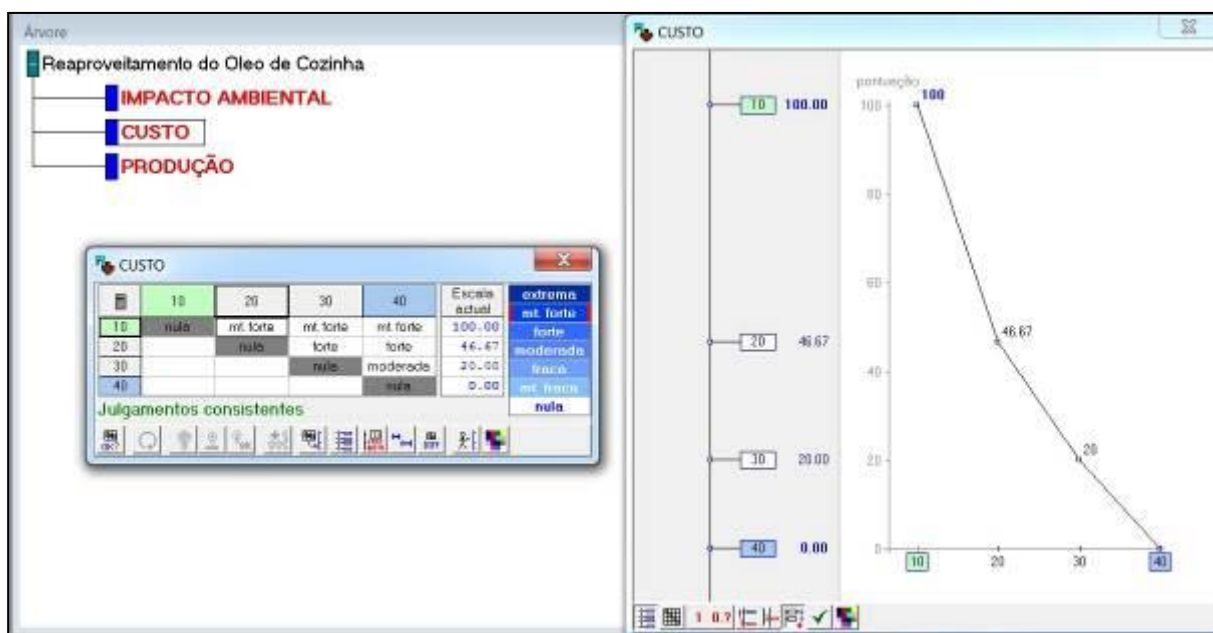 Árvore
Reaproveitamento do Oleo de Cozinha
IMPACTO AMBIENTAL
CUSTO
PRODUÇÃO
CUSTO
10 20 30 40 Escala actual
10 nula mt. forte mt. forte mt. forte 100.00
20 nula forte forte 46.67
30 nula moderada 20.00
40 nula 0.00
extrema
mt. forte
forte
moderada
fraca
mt. fraca
nula
Julgamentos consistentes
CUSTO
10 100.00
20 46.67
30 20.00
40 0.00
pontuação
100
100
80
60
46.67
40
20
20
0
10 20 30 40
1 0.?